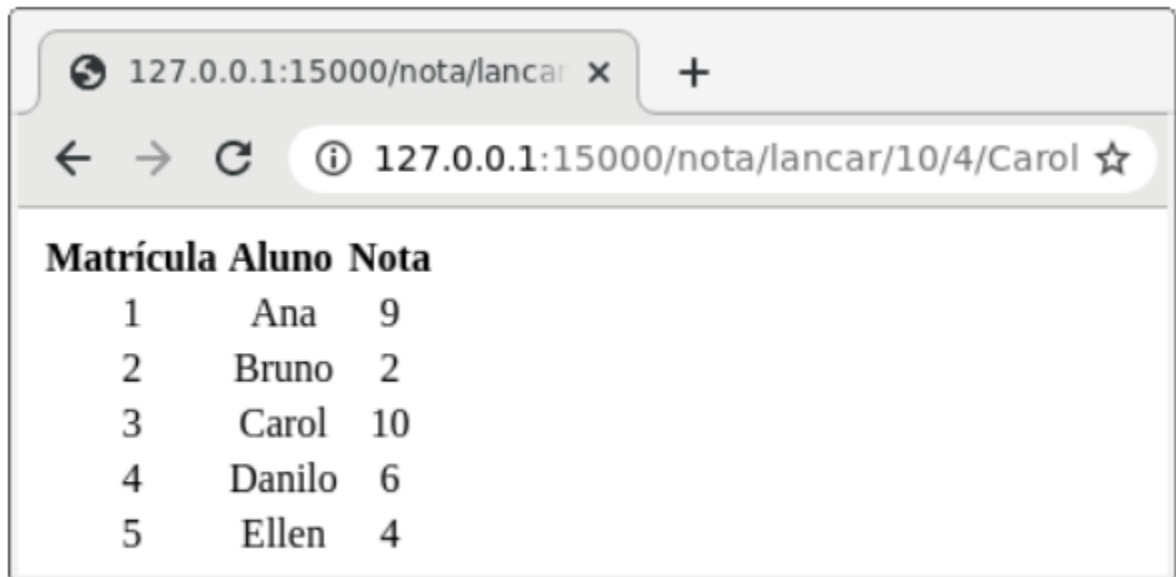 127.0.0.1:15000/nota/lancar
127.0.0.1:15000/nota/lancar/10/4/Carol
Matrícula Aluno Nota
1 Ana 9
2 Bruno 2
3 Carol 10
4 Danilo 6
5 Ellen 4